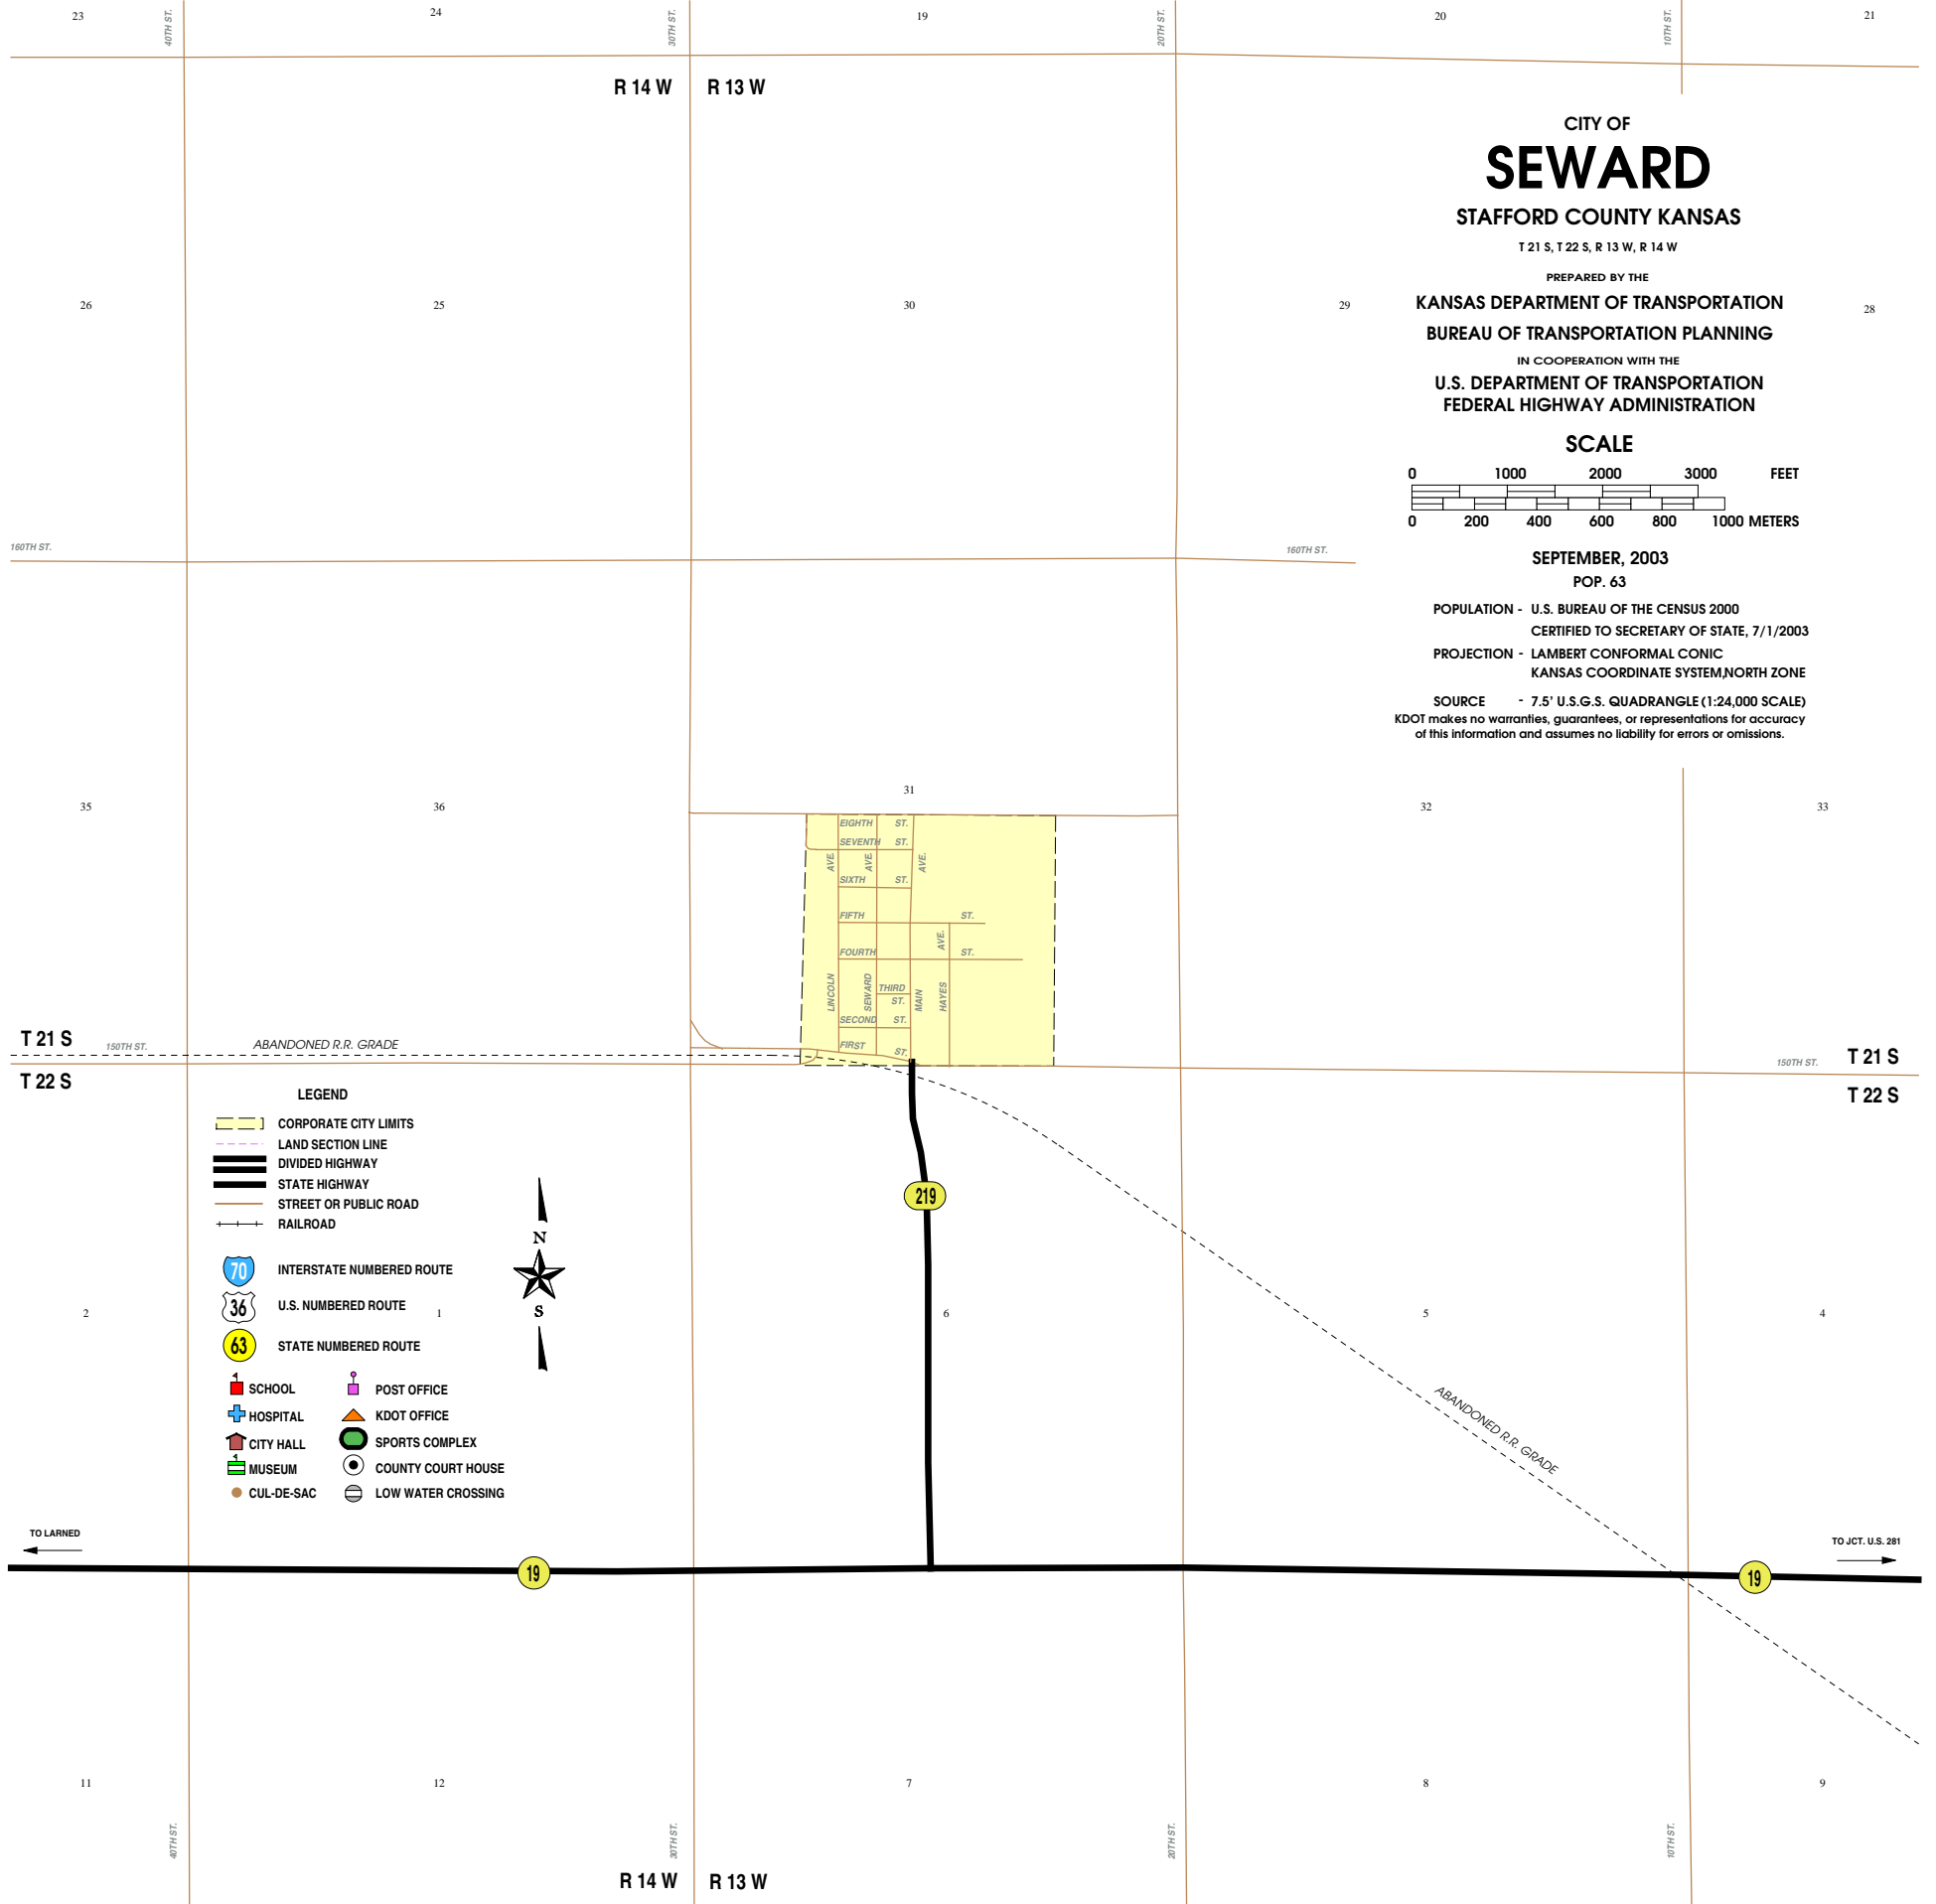 23
24
19
20
21
40TH ST.
30TH ST.
20TH ST.
10TH ST.
R 14 W
R 13 W
CITY OF
SEWARD
STAFFORD COUNTY KANSAS
T 21 S, T 22 S, R 13 W, R 14 W
PREPARED BY THE
KANSAS DEPARTMENT OF TRANSPORTATION
BUREAU OF TRANSPORTATION PLANNING
IN COOPERATION WITH THE
U.S. DEPARTMENT OF TRANSPORTATION
FEDERAL HIGHWAY ADMINISTRATION
SCALE
0 1000 2000 3000 FEET
0 200 400 600 800 1000 METERS
SEPTEMBER, 2003
POP. 63
POPULATION - U.S. BUREAU OF THE CENSUS 2000
CERTIFIED TO SECRETARY OF STATE, 7/1/2003
PROJECTION - LAMBERT CONFORMAL CONIC
KANSAS COORDINATE SYSTEM,NORTH ZONE
SOURCE - 7.5' U.S.G.S. QUADRANGLE (1:24,000 SCALE)
KDOT makes no warranties, guarantees, or representations for accuracy
of this information and assumes no liability for errors or omissions.
26
25
30
29
28
160TH ST.
160TH ST.
35
36
31
32
33
EIGHTH ST.
SEVENTH ST.
AVE.
AVE.
AVE.
SIXTH ST.
FIFTH ST.
AVE.
FOURTH ST.
LINCOLN
SEWARD
THIRD
ST.
MAIN
HAYES
SECOND ST.
FIRST ST.
T 21 S
150TH ST.
ABANDONED R.R. GRADE
T 22 S
150TH ST.
T 21 S
T 22 S
LEGEND
CORPORATE CITY LIMITS
LAND SECTION LINE
DIVIDED HIGHWAY
STATE HIGHWAY
STREET OR PUBLIC ROAD
RAILROAD
70 INTERSTATE NUMBERED ROUTE
36 U.S. NUMBERED ROUTE
63 STATE NUMBERED ROUTE
SCHOOL
POST OFFICE
HOSPITAL
KDOT OFFICE
CITY HALL
SPORTS COMPLEX
MUSEUM
COUNTY COURT HOUSE
CUL-DE-SAC
LOW WATER CROSSING
N
S
219
2
1
6
5
4
ABANDONED R.R. GRADE
TO LARNED
TO JCT. U.S. 281
19
19
11
12
7
8
9
40TH ST.
30TH ST.
20TH ST.
10TH ST.
R 14 W
R 13 W